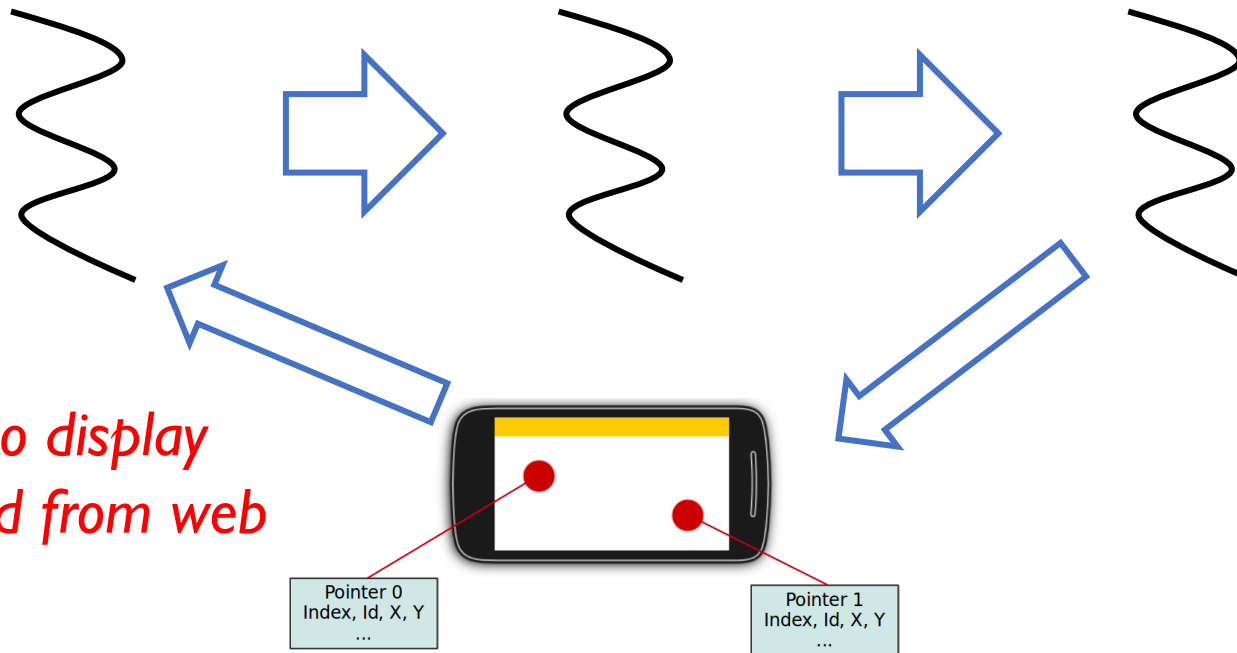 o display
d from web
Pointer 0
Index, Id, X, Y
...
Pointer 1
Index, Id, X, Y
...